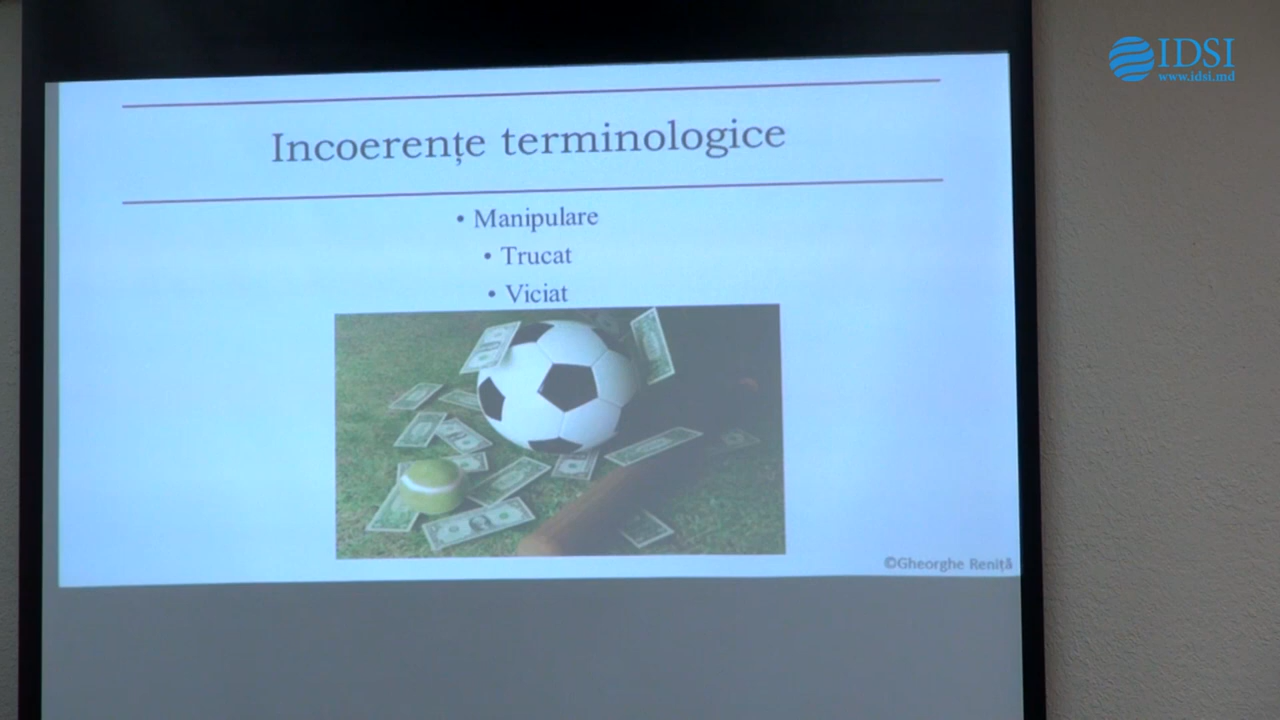 IDSI
www.idsi.md
Incoerențe terminologice
• Manipulare
• Trucat
• Viciat
©Gheorghe Reniță